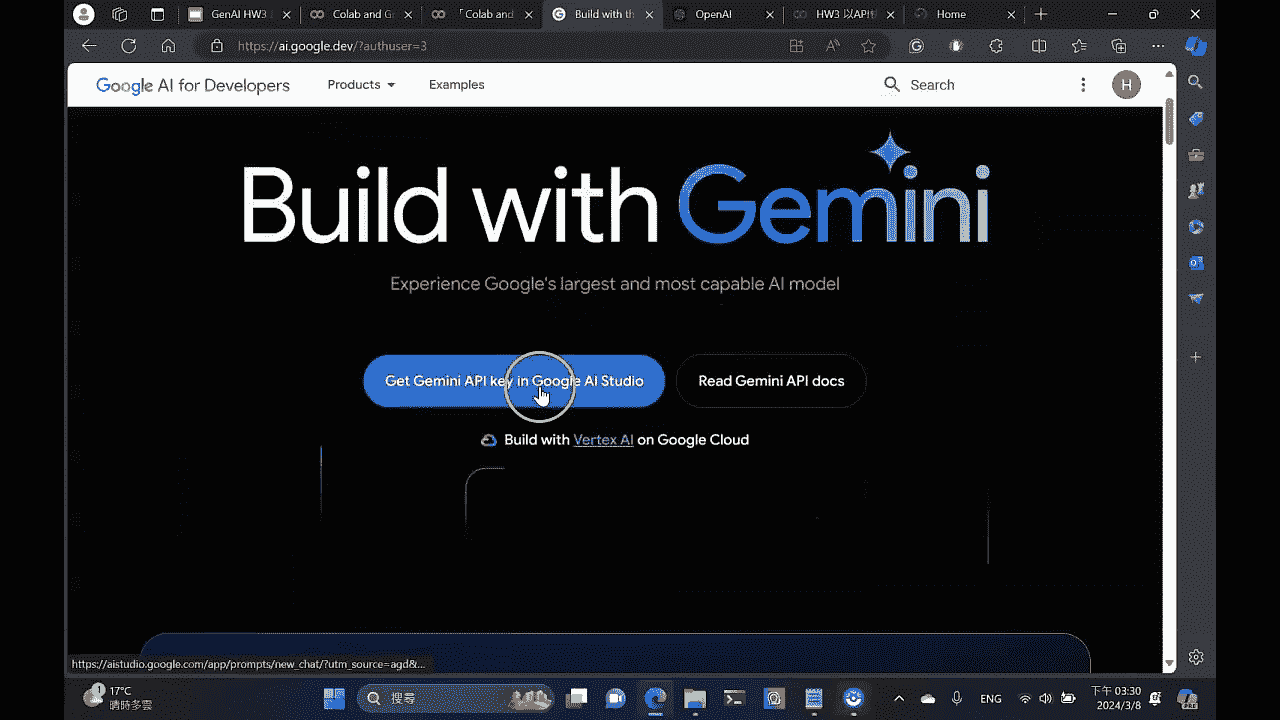 GenAI HW3
Colab and G
「Colab and
Build with th
OpenAI
HW3 以API
Home
https://ai.google.dev/?authuser=3
Google AI for Developers
Products
Examples
Search
H
Build with Gemini
Experience Google's largest and most capable AI model
Get Gemini API key in Google AI Studio
Read Gemini API docs
Build with Vertex AI on Google Cloud
https://aistudio.google.com/app/prompts/new_chat/?utm_source=agd&...
1
17°C
晴時多雲
搜尋
ENG
下午 03:30
2024/3/8